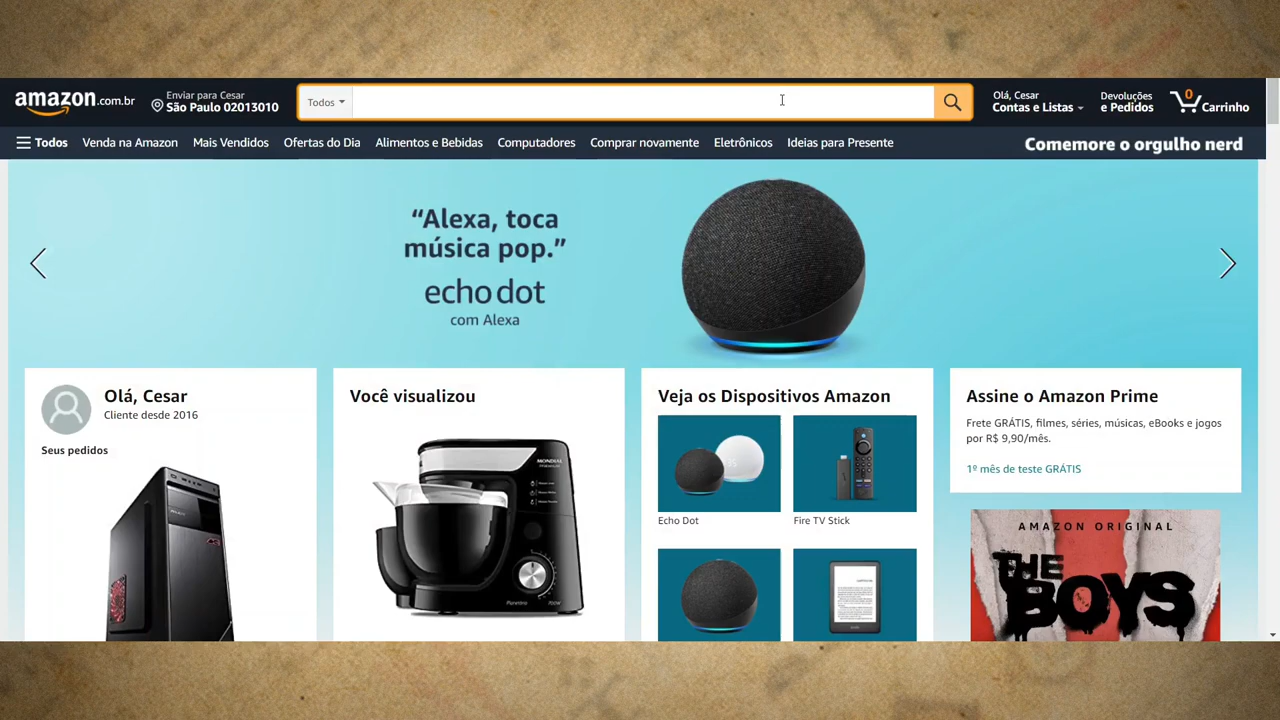 amazon.com.br
Enviar para Cesar
São Paulo 02013010
Todos
Olá, Cesar
Contas e Listas
Devoluções
e Pedidos
0
Carrinho
Todos
Venda na Amazon
Mais Vendidos
Ofertas do Dia
Alimentos e Bebidas
Computadores
Comprar novamente
Eletrônicos
Ideias para Presente
Comemore o orgulho nerd
“Alexa, toca
música pop.”
echo dot
com Alexa
Olá, Cesar
Cliente desde 2016
Seus pedidos
Você visualizou
MONDIAL
Veja os Dispositivos Amazon
Echo Dot
Fire TV Stick
Assine o Amazon Prime
Frete GRÁTIS, filmes, séries, músicas, eBooks e jogos
por R$ 9,90/mês.
1º mês de teste GRÁTIS
AMAZON ORIGINAL
THE
BOYS